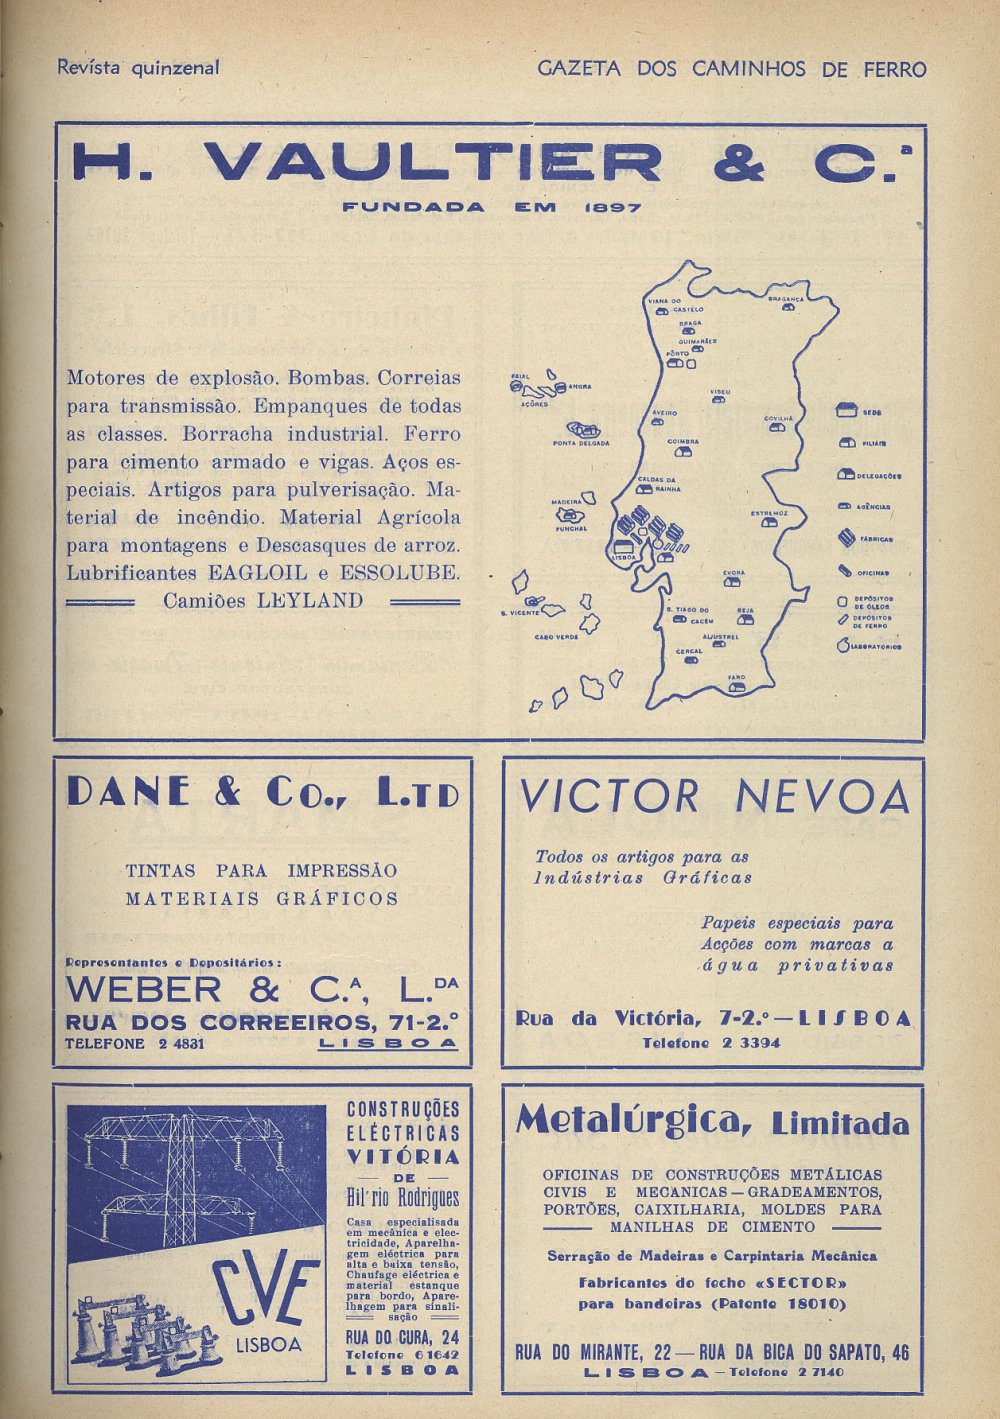 Revista quinzenal
GAZETA DOS CAMINHOS DE FERRO
H. VAULTIER & C.ª
FUNDADA EM 1897
Motores de explosão. Bombas. Correias
para transmissão. Empanques de todas
as classes. Borracha industrial. Ferro
para cimento armado e vigas. Aços es-
peciais. Artigos para pulverisação. Ma-
terial de incêndio. Material Agrícola
para montagens e Descasques de arroz.
Lubrificantes EAGLOIL e ESSOLUBE.
Camiões LEYLAND
VIANA DO
CASTELO
BRAGANÇA
BRAGA
GUIMARÃES
PÔRTO
FAIAL
ANGRA
AÇÔRES
VISEU
AVEIRO
COVILHÃ
PONTA DELGADA
COIMBRA
CALDAS DA
RAINHA
MADEIRA
FUNCHAL
ESTREMOZ
LISBOA
ÉVORA
S. VICENTE
CABO VERDE
S. TIAGO DO
CACÉM
BEJA
ALJUSTREL
CERCAL
FARO
SEDE
FILIAIS
DELEGAÇÕES
AGÊNCIAS
FÁBRICAS
OFICINAS
DEPÓSITOS
DE ÓLEOS
DEPÓSITOS
DE FERRO
LABORATÓRIOS
DANE & Co., L.TD
TINTAS PARA IMPRESSÃO
MATERIAIS GRÁFICOS
Representantes e Depositários:
WEBER & C.A, L.DA
RUA DOS CORREEIROS, 71-2.º
TELEFONE 2 4831
LISBOA
VICTOR NEVOA
Todos os artigos para as
Indústrias Gráficas
Papeis especiais para
Acções com marcas a
água privativas
Rua da Victória, 7-2.º — LISBOA
Telefone 2 3394
CVE
LISBOA
CONSTRUÇÕES
ELÉCTRICAS
VITÓRIA
— DE —
Hil'rio Rodrigues
Casa especialisada
em mecânica e elec-
tricidade, Aparelha-
gem eléctrica para
alta e baixa tensão,
Chaufage eléctrica e
material estanque
para bordo, Apare-
lhagem para sinali-
sação
RUA DO CURA, 24
Telefone 6 1642
LISBOA
Metalúrgica, Limitada
OFICINAS DE CONSTRUÇÕES METÁLICAS
CIVIS E MECANICAS — GRADEAMENTOS,
PORTÕES, CAIXILHARIA, MOLDES PARA
MANILHAS DE CIMENTO
Serração de Madeiras e Carpintaria Mecânica
Fabricantes do fecho «SECTOR»
para bandeiras (Patente 18010)
RUA DO MIRANTE, 22 — RUA DA BICA DO SAPATO, 46
LISBOA — Telefone 2 7140